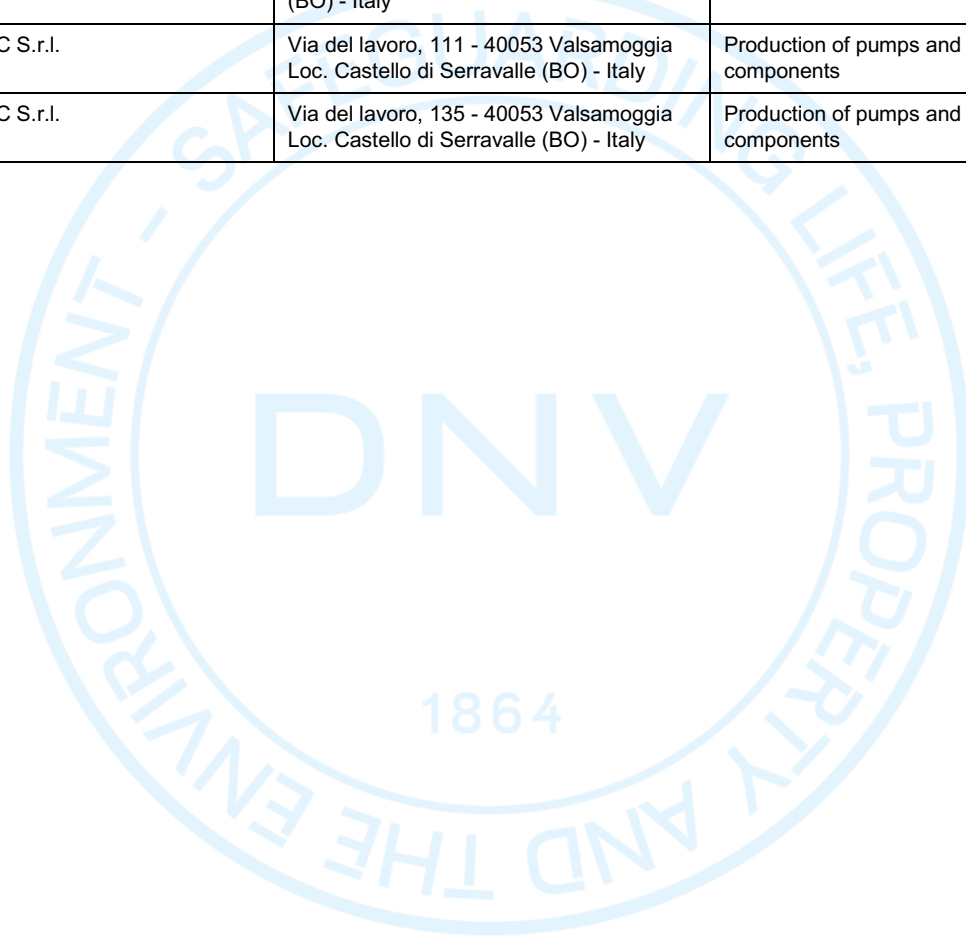 (BO) - Italy
C S.r.l.
Via del lavoro, 111 - 40053 Valsamoggia
Loc. Castello di Serravalle (BO) - Italy
Production of pumps and
components
C S.r.l.
Via del lavoro, 135 - 40053 Valsamoggia
Loc. Castello di Serravalle (BO) - Italy
Production of pumps and
components
SAFEGUARDING LIFE, PROPERTY AND THE ENVIRONMENT -
DNV
1864